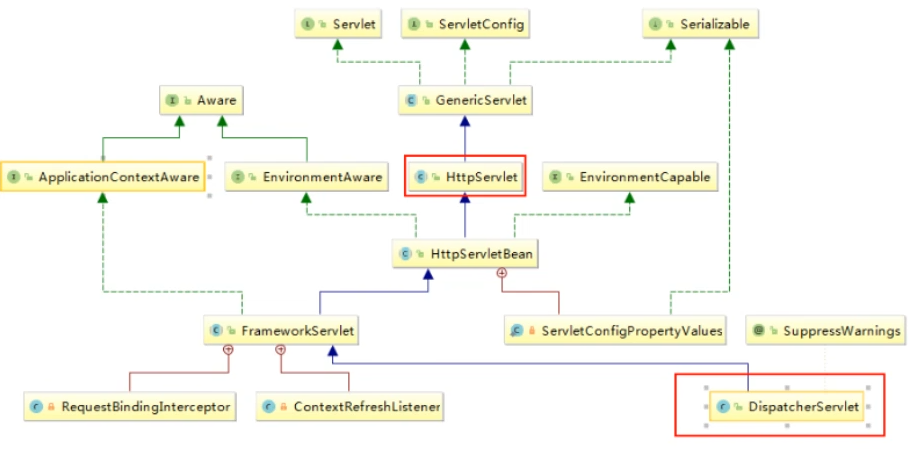 Servlet
ServletConfig
Serializable
Aware
GenericServlet
ApplicationContextAware
EnvironmentAware
HttpServlet
EnvironmentCapable
HttpServletBean
FrameworkServlet
ServletConfigPropertyValues
SuppressWarnings
RequestBindingInterceptor
ContextRefreshListener
DispatcherServlet